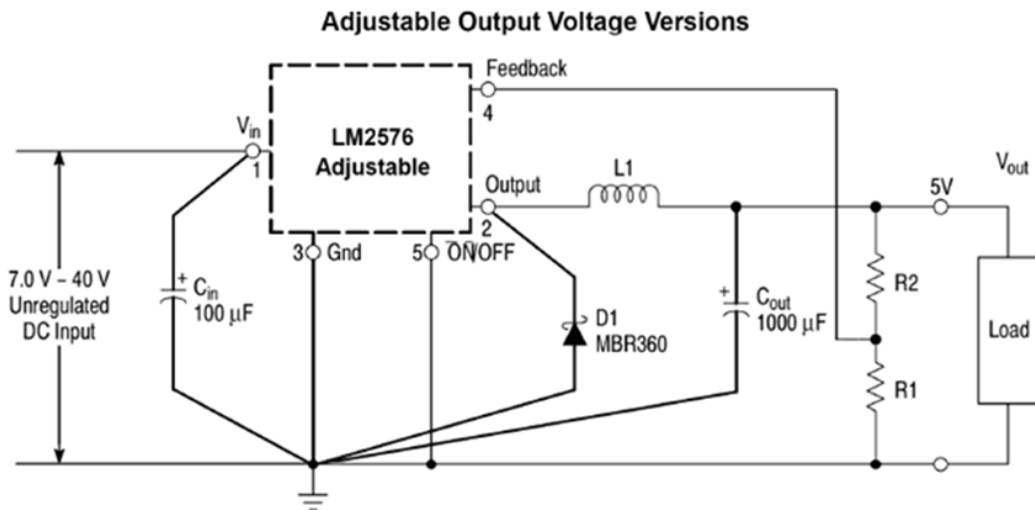 Adjustable Output Voltage Versions
Feedback
4
Vin
1
LM2576
Adjustable
Output
2
L1
5V
Vout
3
Gnd
5
ON/OFF
7.0 V – 40 V
Unregulated
DC Input
+
Cin
100 µF
D1
MBR360
+
Cout
1000 µF
R2
R1
Load